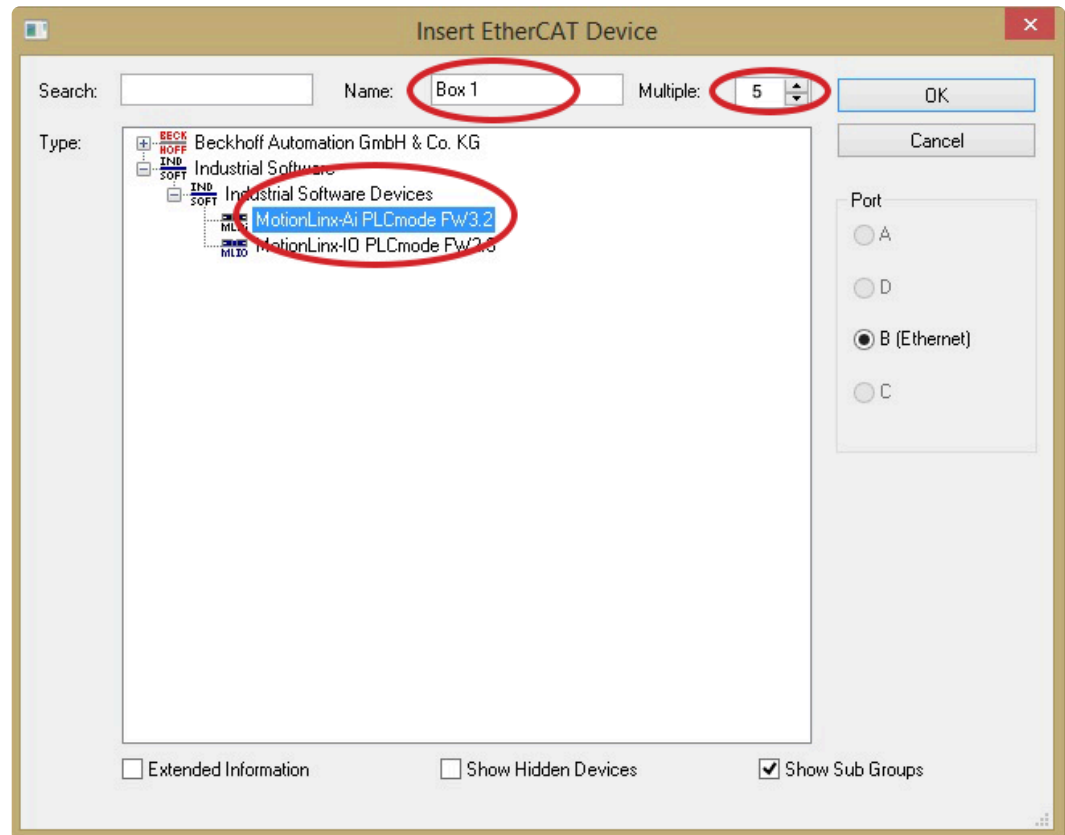 Insert EtherCAT Device
Search: Name: Box 1 Multiple: 5 OK
Cancel
Type:
BECK HOFF Beckhoff Automation GmbH & Co. KG
IND SOFT Industrial Software
IND SOFT Industrial Software Devices
MotionLinx-Ai PLCmode FW3.2
MLIO MotionLinx-IO PLCmode
Port
A
D
B (Ethernet)
C
Extended Information Show Hidden Devices Show Sub Groups